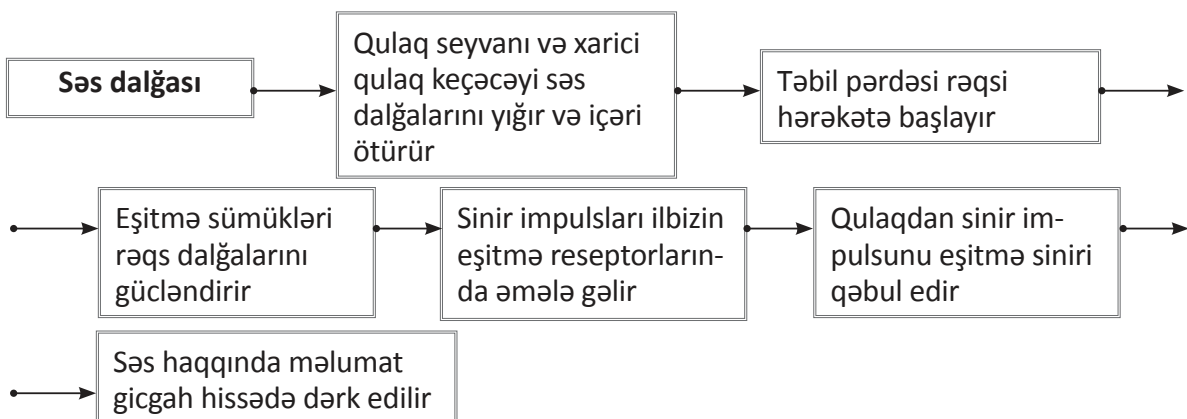 Səs dalğası
Qulaq seyvanı və xarici
qulaq keçəcəyi səs
dalğalarını yığır və içəri
ötürür
Təbil pərdəsi rəqsi
hərəkətə başlayır
Eşitmə sümükləri
rəqs dalğalarını
gücləndirir
Sinir impulsları ilbizin
eşitmə reseptorların-
da əmələ gəlir
Qulaqdan sinir im-
pulsunu eşitmə siniri
qəbul edir
Səs haqqında məlumat
gicgah hissədə dərk edilir